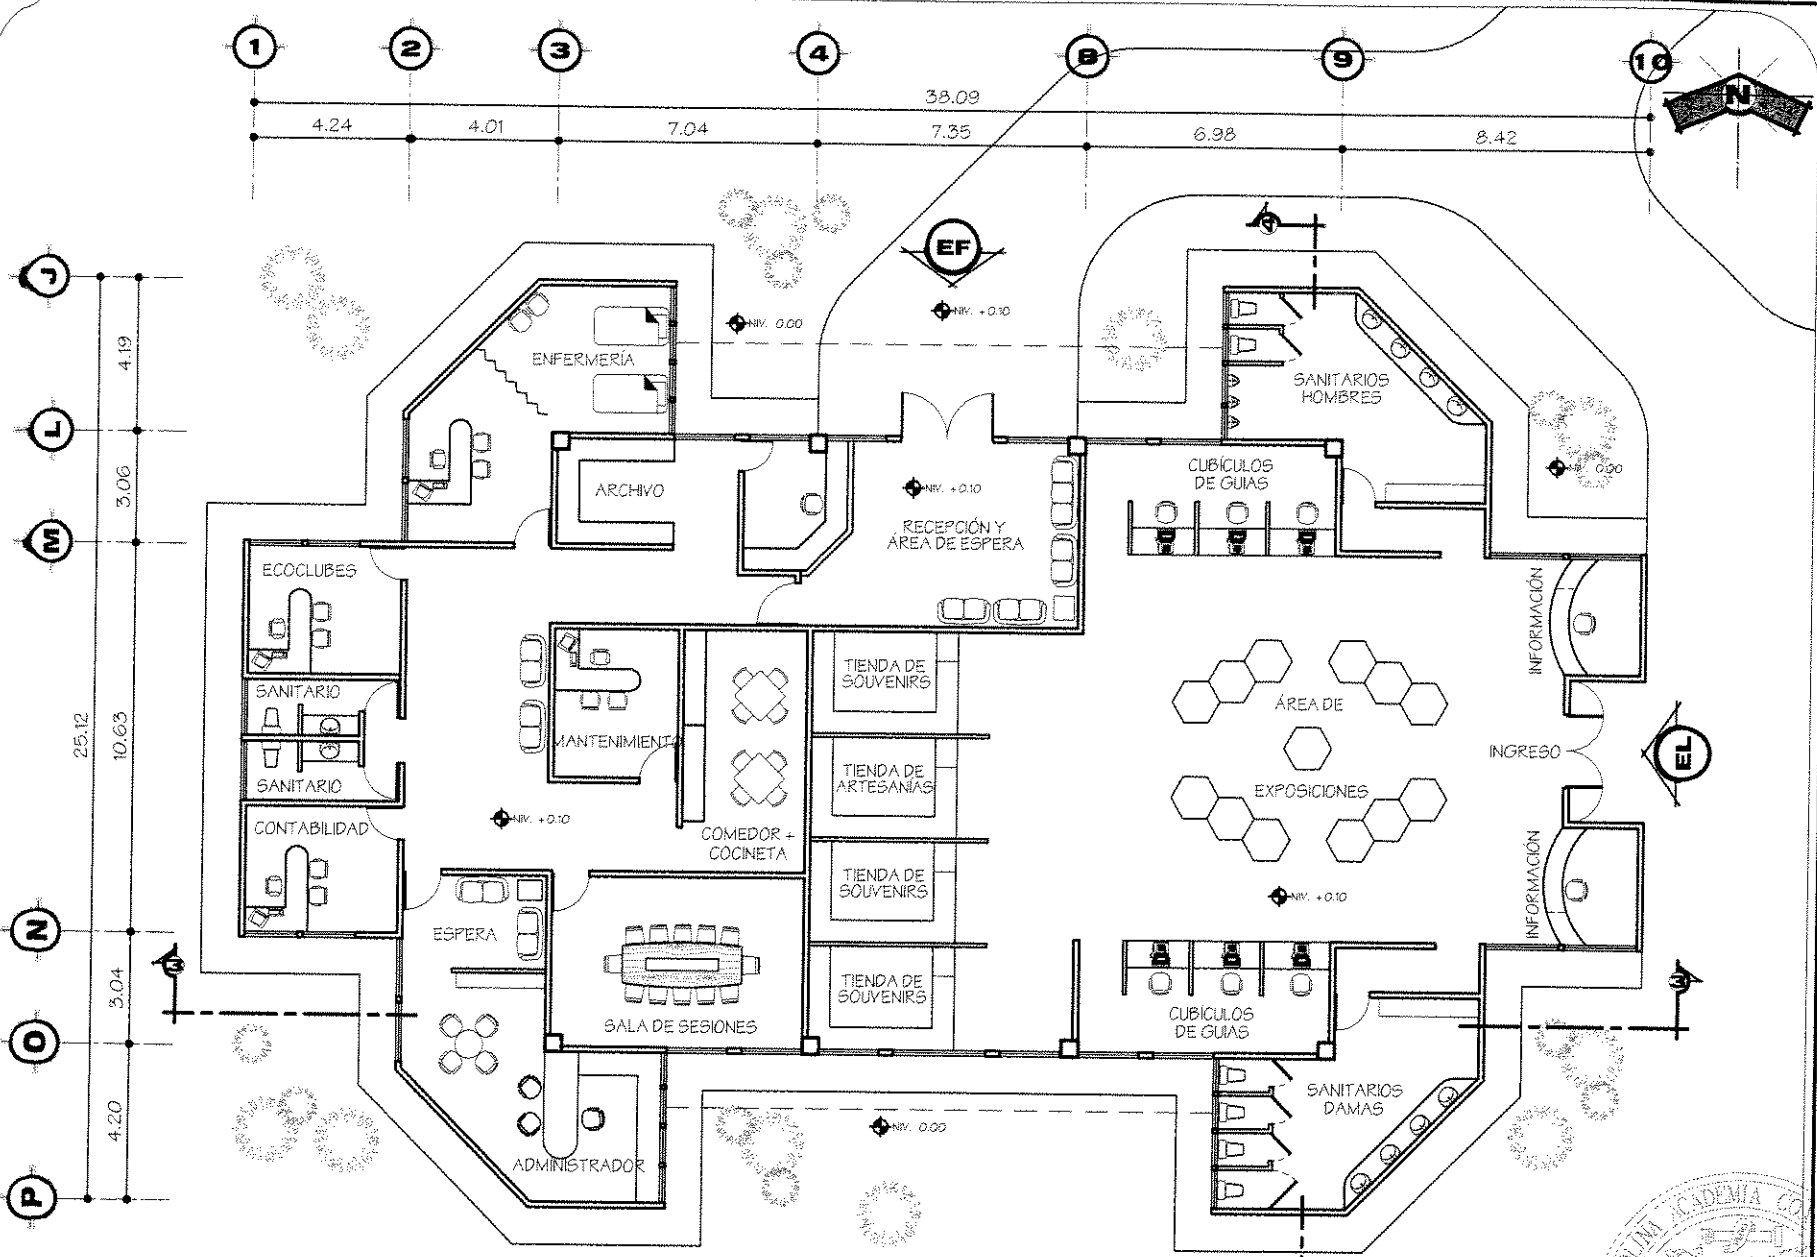 1 2 3 4 8 9 10
N
38.09
4.24 4.01 7.04 7.35 6.98 8.42
J
L
M
N
O
P
4.19
3.06
10.63
25.12
3.04
4.20
EF
4
NIV. 0.00
NIV. +0.10
ENFERMERÍA
SANITARIOS
HOMBRES
NIV. 0.00
ARCHIVO
NIV. +0.10
RECEPCIÓN Y
ÁREA DE ESPERA
CUBÍCULOS
DE GUIAS
ECOCLUBES
INFORMACIÓN
SANITARIO
SANITARIO
MANTENIMIENTO
TIENDA DE
SOUVENIRS
ÁREA DE
EXPOSICIONES
INGRESO
EL
TIENDA DE
ARTESANÍAS
CONTABILIDAD
NIV. +0.10
COMEDOR +
COCINETA
TIENDA DE
SOUVENIRS
NIV. +0.10
INFORMACIÓN
ESPERA
3
3
SALA DE SESIONES
TIENDA DE
SOUVENIRS
CUBÍCULOS
DE GUIAS
SANITARIOS
DAMAS
NIV. 0.00
ADMINISTRADOR
ACADEMIA